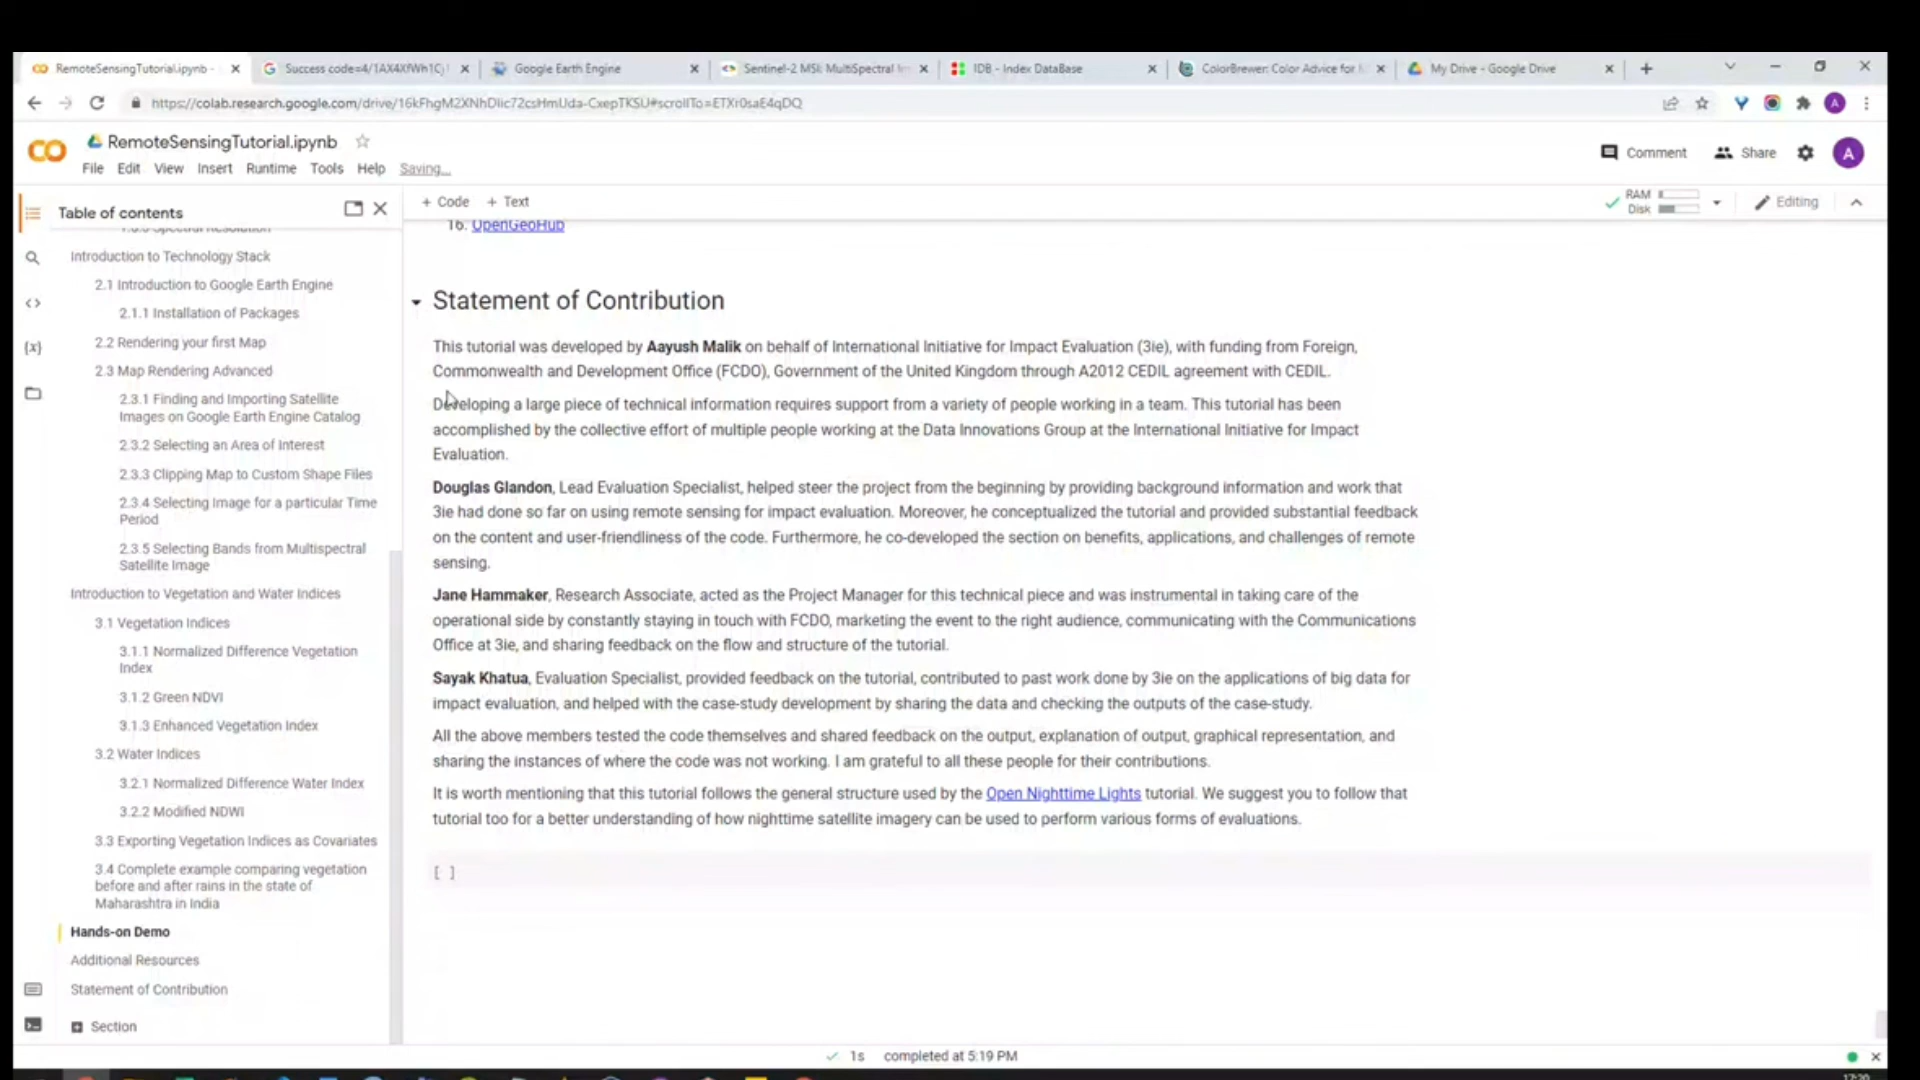 RemoteSensingTutorial.ipynb -
Success code=4/1AX4XfWh1Cj
Google Earth Engine
Sentinel-2 MSI: MultiSpectral In
IDB - Index DataBase
ColorBrewer: Color Advice for M
My Drive - Google Drive
https://colab.research.google.com/drive/16kFhgM2XNhDlic72csHmUda-CxepTKSU#scrollTo=ETXr0saE4qDQ
A
RemoteSensingTutorial.ipynb
File Edit View Insert Runtime Tools Help Saving...
Comment
Share
A
Table of contents
+ Code + Text
RAM
Disk
Editing
1.3.3 Spectral Resolution
Introduction to Technology Stack
2.1 Introduction to Google Earth Engine
2.1.1 Installation of Packages
2.2 Rendering your first Map
2.3 Map Rendering Advanced
2.3.1 Finding and Importing Satellite
Images on Google Earth Engine Catalog
2.3.2 Selecting an Area of Interest
2.3.3 Clipping Map to Custom Shape Files
2.3.4 Selecting Image for a particular Time
Period
2.3.5 Selecting Bands from Multispectral
Satellite Image
Introduction to Vegetation and Water Indices
3.1 Vegetation Indices
3.1.1 Normalized Difference Vegetation
Index
3.1.2 Green NDVI
3.1.3 Enhanced Vegetation Index
3.2 Water Indices
3.2.1 Normalized Difference Water Index
3.2.2 Modified NDWI
3.3 Exporting Vegetation Indices as Covariates
3.4 Complete example comparing vegetation
before and after rains in the state of
Maharashtra in India
Hands-on Demo
Additional Resources
Statement of Contribution
Section
16. OpenGeoHub
Statement of Contribution
This tutorial was developed by Aayush Malik on behalf of International Initiative for Impact Evaluation (3ie), with funding from Foreign,
Commonwealth and Development Office (FCDO), Government of the United Kingdom through A2012 CEDIL agreement with CEDIL.
Developing a large piece of technical information requires support from a variety of people working in a team. This tutorial has been
accomplished by the collective effort of multiple people working at the Data Innovations Group at the International Initiative for Impact
Evaluation.
Douglas Glandon, Lead Evaluation Specialist, helped steer the project from the beginning by providing background information and work that
3ie had done so far on using remote sensing for impact evaluation. Moreover, he conceptualized the tutorial and provided substantial feedback
on the content and user-friendliness of the code. Furthermore, he co-developed the section on benefits, applications, and challenges of remote
sensing.
Jane Hammaker, Research Associate, acted as the Project Manager for this technical piece and was instrumental in taking care of the
operational side by constantly staying in touch with FCDO, marketing the event to the right audience, communicating with the Communications
Office at 3ie, and sharing feedback on the flow and structure of the tutorial.
Sayak Khatua, Evaluation Specialist, provided feedback on the tutorial, contributed to past work done by 3ie on the applications of big data for
impact evaluation, and helped with the case-study development by sharing the data and checking the outputs of the case-study.
All the above members tested the code themselves and shared feedback on the output, explanation of output, graphical representation, and
sharing the instances of where the code was not working. I am grateful to all these people for their contributions.
It is worth mentioning that this tutorial follows the general structure used by the Open Nighttime Lights tutorial. We suggest you to follow that
tutorial too for a better understanding of how nighttime satellite imagery can be used to perform various forms of evaluations.
[ ]
1s completed at 5:19 PM